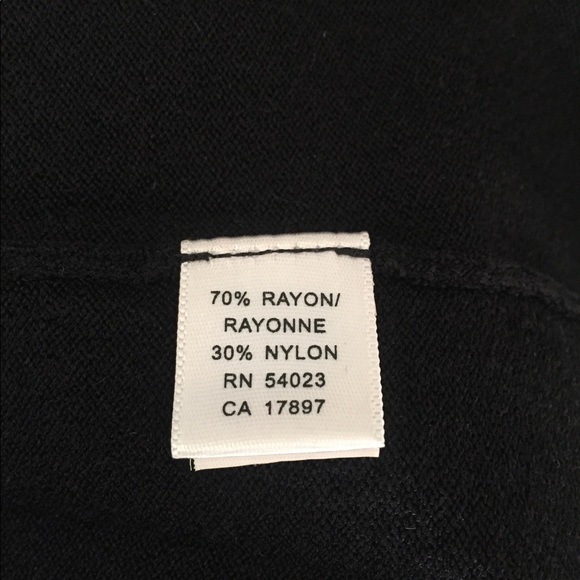 70% RAYON/
RAYONNE
30% NYLON
RN 54023
CA 17897